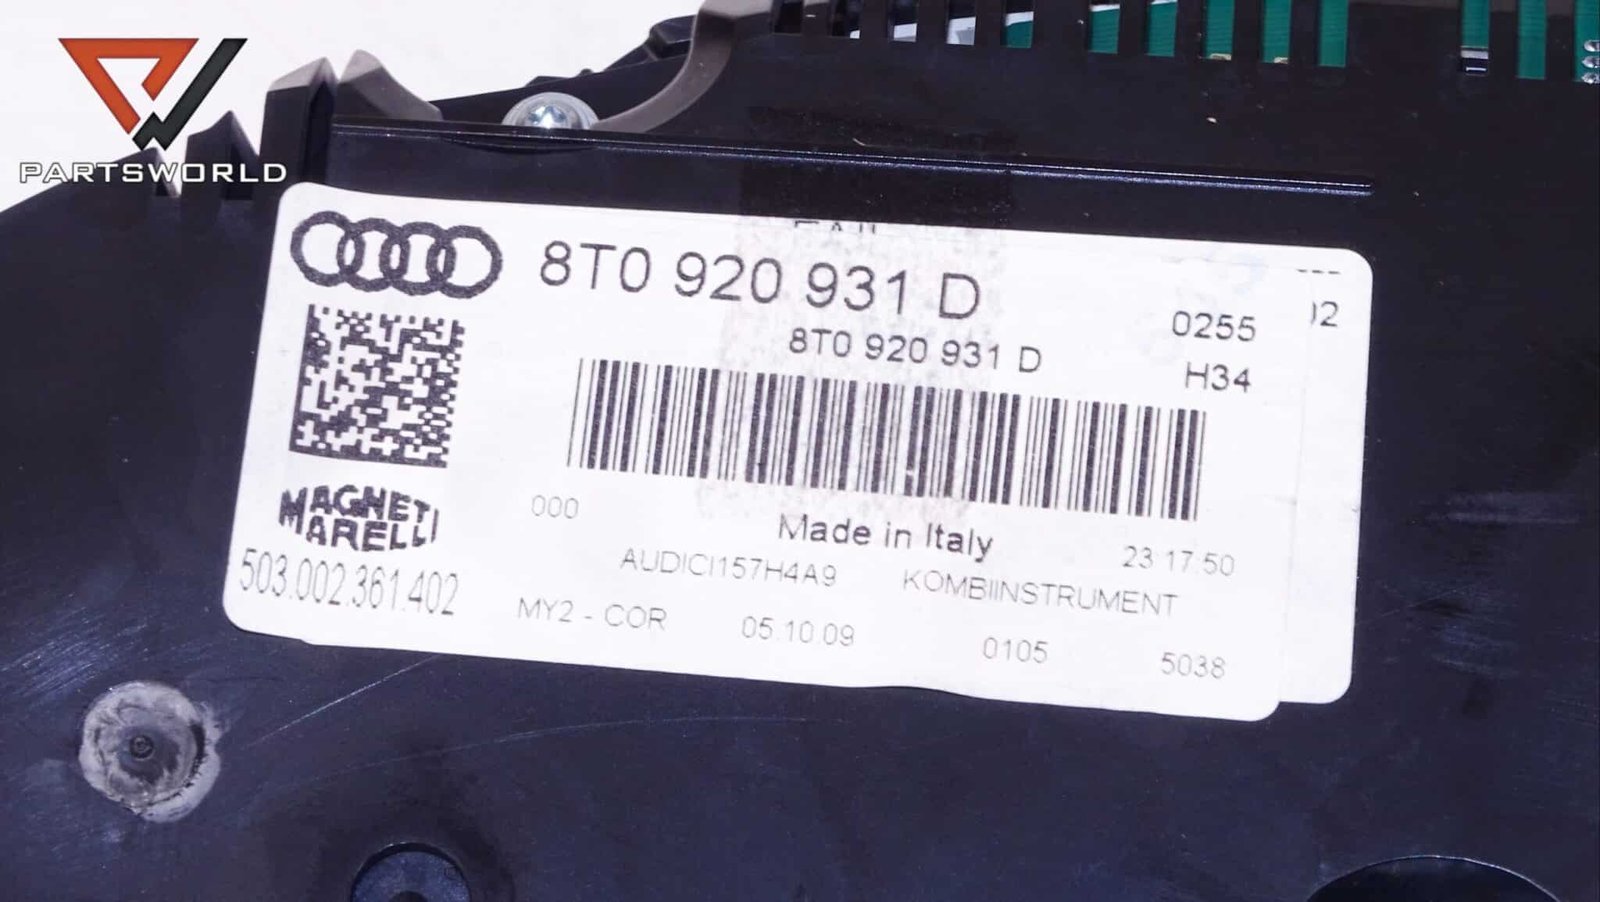 PARTSWORLD
8T0 920 931 D
8T0 920 931 D
0255
H34
000
Made in Italy
23 17:50
MAGNETI
MARELLI
503.002.361.402
AUDICI157H4A9
KOMBIINSTRUMENT
MY2 - COR
05.10.09
0105
5038